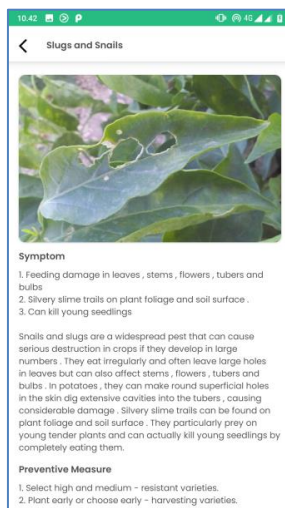 10.42 P 4G
Slugs and Snails
Symptom
1. Feeding damage in leaves , stems , flowers , tubers and
bulbs
2 . Silvery slime trails on plant foliage and soil surface .
3. Can kill young seedlings
Snails and slugs are a widespread pest that can cause
serious destruction in crops if they develop in large
numbers . They eat irregularly and often leave large holes
in leaves but can also affect stems , flowers , tubers and
bulbs . In potatoes , they can make round superficial holes
in the skin dig extensive cavities into the tubers , causing
considerable damage . Silvery slime trails can be found on
plant foliage and soil surface . They particularly prey on
young tender plants and can actually kill young seedlings by
completely eating them.
Preventive Measure
1. Select high and medium - resistant varieties.
2. Plant early or choose early - harvesting varieties.